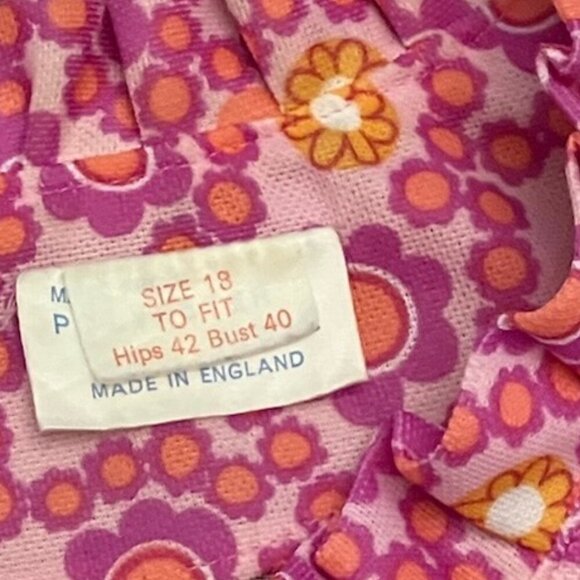 SIZE 18
TO FIT
Hips 42 Bust 40
MADE IN ENGLAND